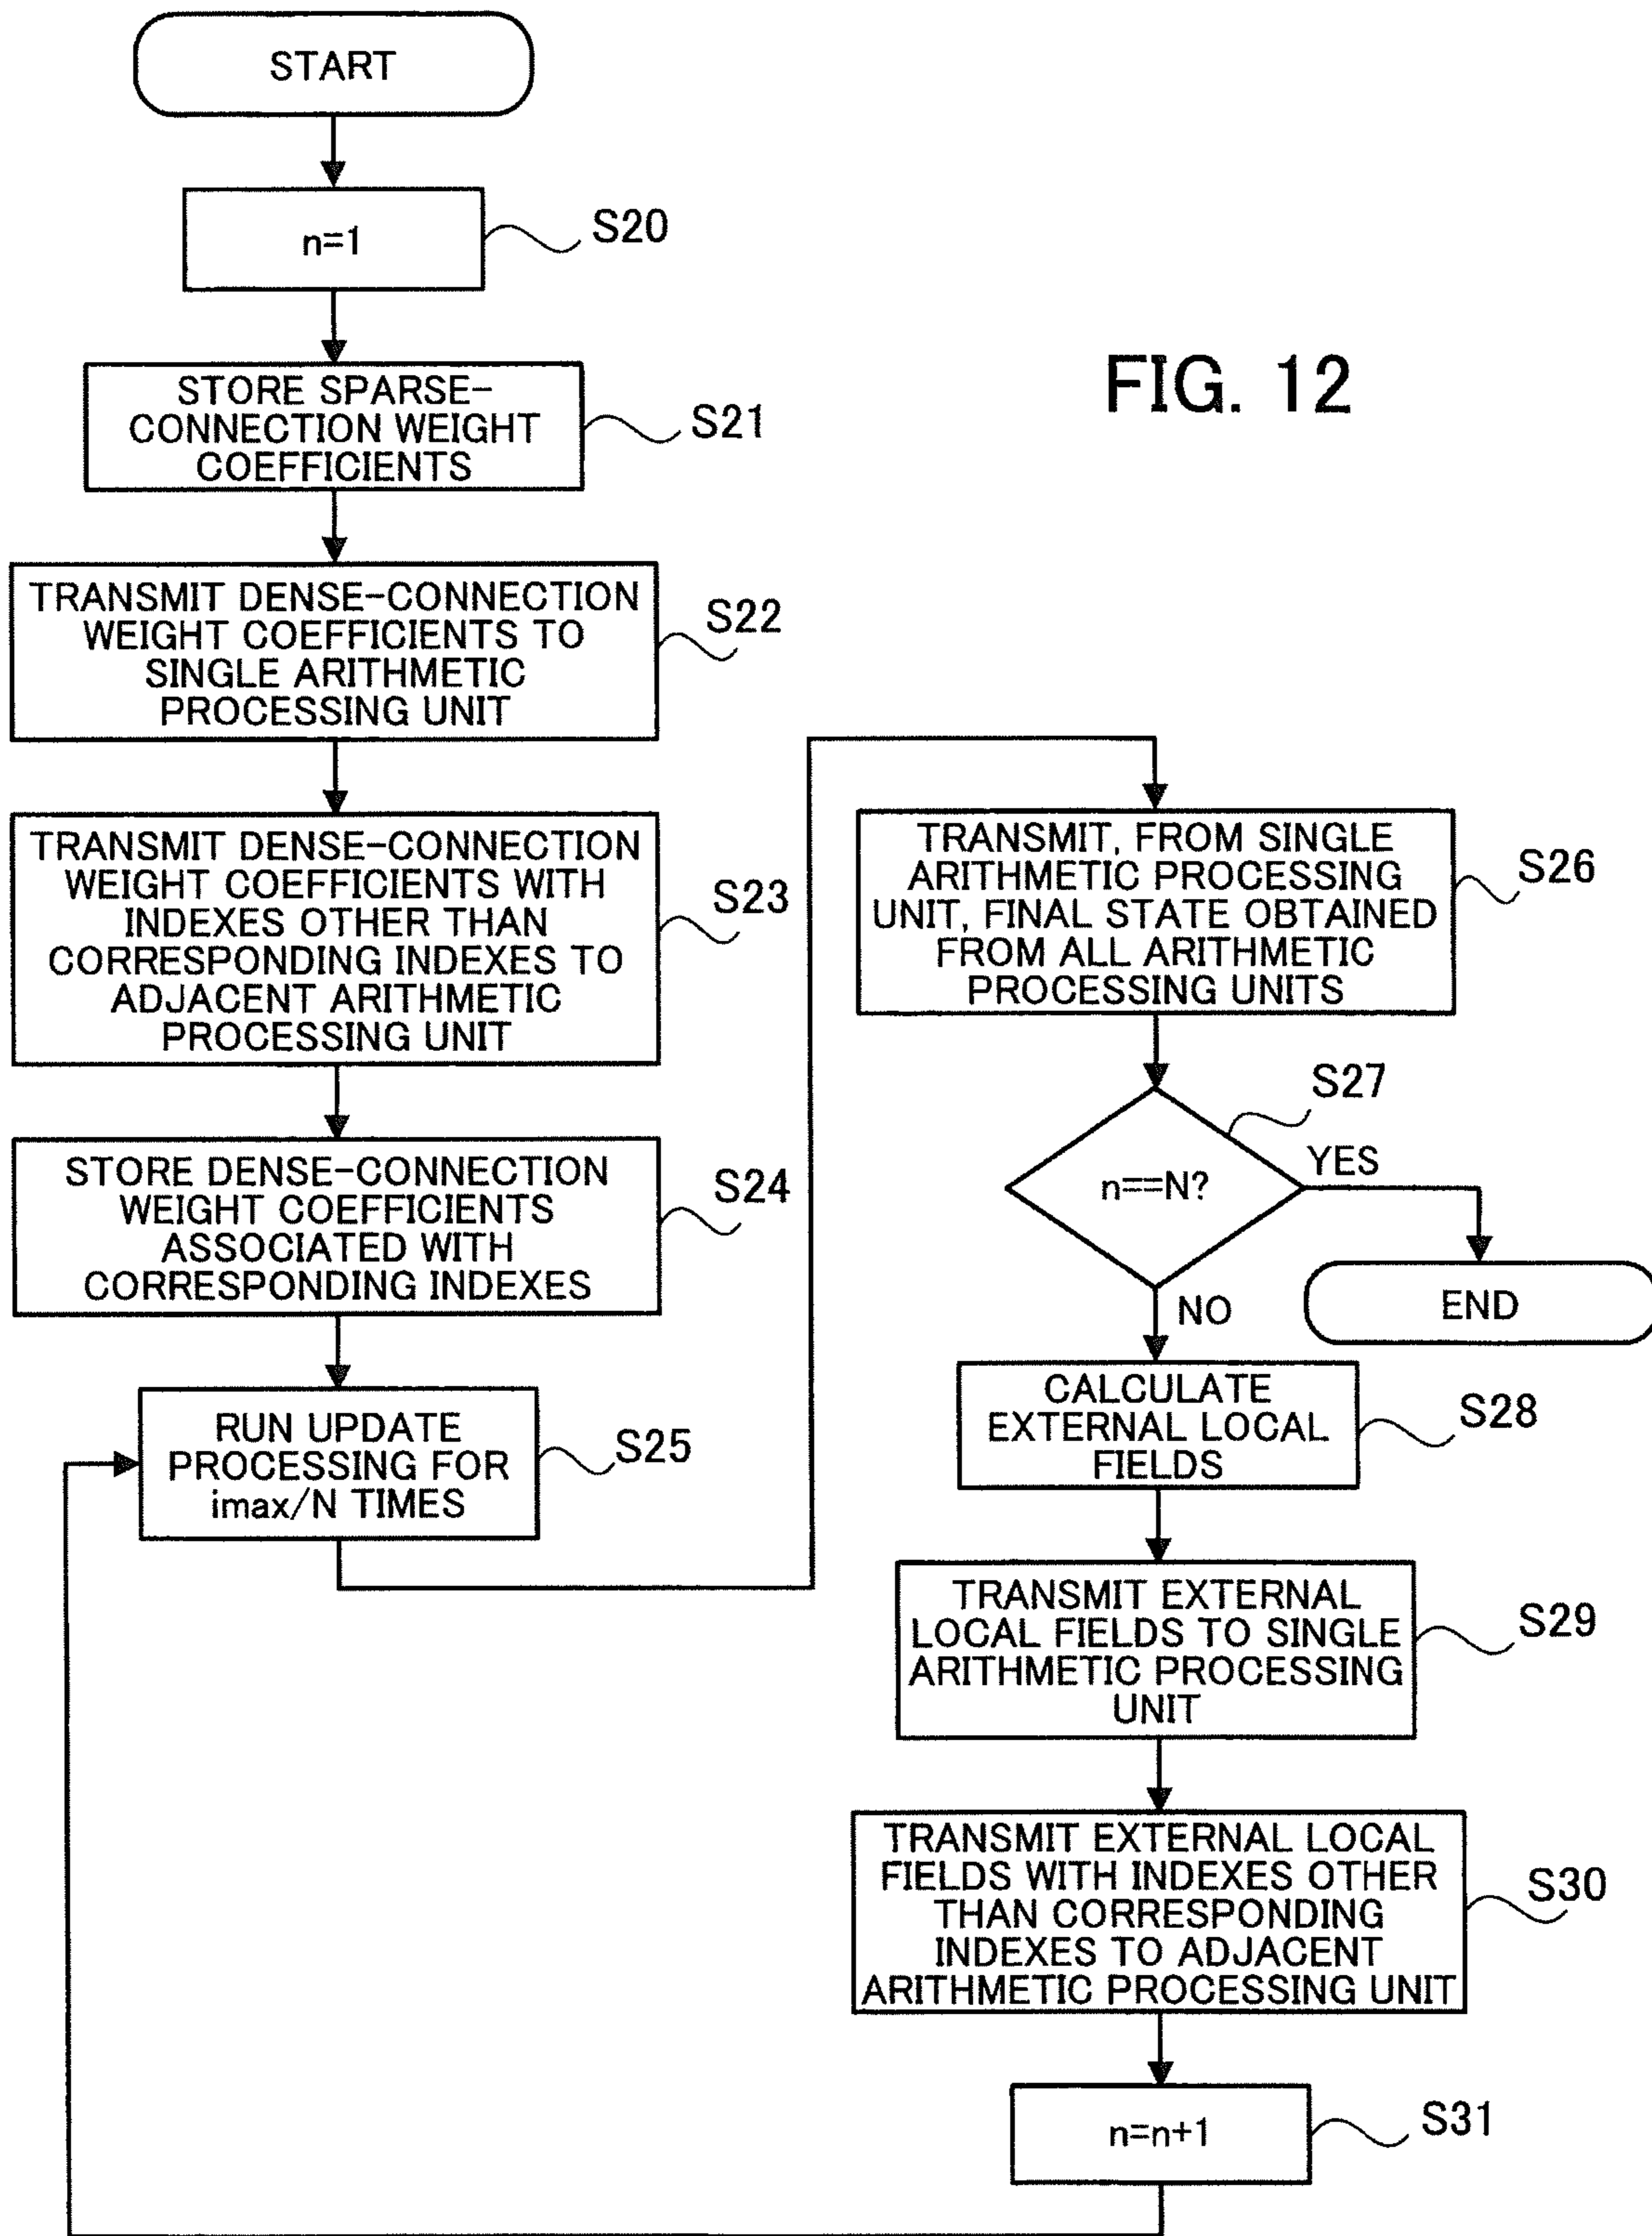 START
n=1
S20
STORE SPARSE-
CONNECTION WEIGHT
COEFFICIENTS
S21
TRANSMIT DENSE-CONNECTION
WEIGHT COEFFICIENTS TO
SINGLE ARITHMETIC
PROCESSING UNIT
S22
TRANSMIT DENSE-CONNECTION
WEIGHT COEFFICIENTS WITH
INDEXES OTHER THAN
CORRESPONDING INDEXES TO
ADJACENT ARITHMETIC
PROCESSING UNIT
S23
STORE DENSE-CONNECTION
WEIGHT COEFFICIENTS
ASSOCIATED WITH
CORRESPONDING INDEXES
S24
RUN UPDATE
PROCESSING FOR
imax/N TIMES
S25
FIG. 12
TRANSMIT, FROM SINGLE
ARITHMETIC PROCESSING
UNIT, FINAL STATE OBTAINED
FROM ALL ARITHMETIC
PROCESSING UNITS
S26
S27
n==N?
YES
END
NO
CALCULATE
EXTERNAL LOCAL
FIELDS
S28
TRANSMIT EXTERNAL
LOCAL FIELDS TO SINGLE
ARITHMETIC PROCESSING
UNIT
S29
TRANSMIT EXTERNAL LOCAL
FIELDS WITH INDEXES OTHER
THAN CORRESPONDING
INDEXES TO ADJACENT
ARITHMETIC PROCESSING UNIT
S30
n=n+1
S31